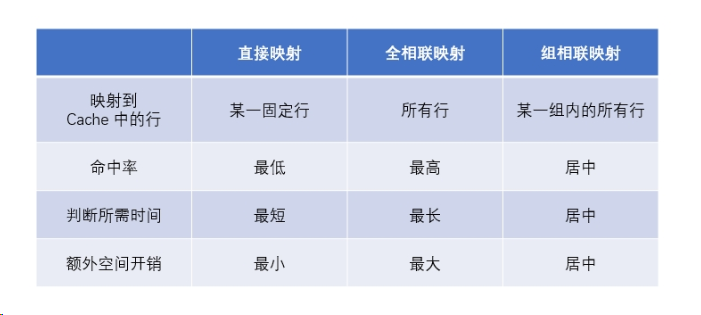 直接映射 全相联映射 组相联映射
映射到
Cache 中的行 某一固定行 所有行 某一组内的所有行
命中率 最低 最高 居中
判断所需时间 最短 最长 居中
额外空间开销 最小 最大 居中